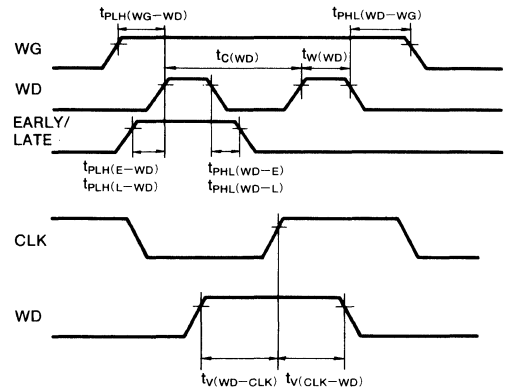 tPLH(WG−WD)
tPHL(WD−WG)
WG
tC(WD)
tW(WD)
WD
EARLY/
LATE
tPLH(E−WD)
tPHL(WD−E)
tPLH(L−WD)
tPHL(WD−L)
CLK
WD
tV(WD−CLK)
tV(CLK−WD)